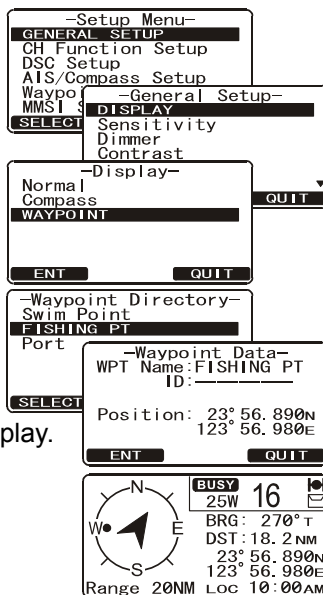 –Setup Menu–
GENERAL SETUP
CH Function Setup
DSC Setup
AIS/Compass Setup
Waypoi
MMSI S
SELECT
–General Setup–
DISPLAY
Sensitivity
Dimmer
Contrast
QUIT
–Display–
Normal
Compass
WAYPOINT
ENT QUIT
–Waypoint Directory–
Swim Point
FISHING PT
Port
SELECT
–Waypoint Data–
WPT Name:FISHING PT
ID:–––––––––
Position: 23°56.890N
123°56.980E
ENT QUIT
play.
N
W E
S
Range 20NM
BUSY
25W 16
BRG: 270°T
DST:18.2NM
23°56.890N
123°56.980E
LOC 10:00AM